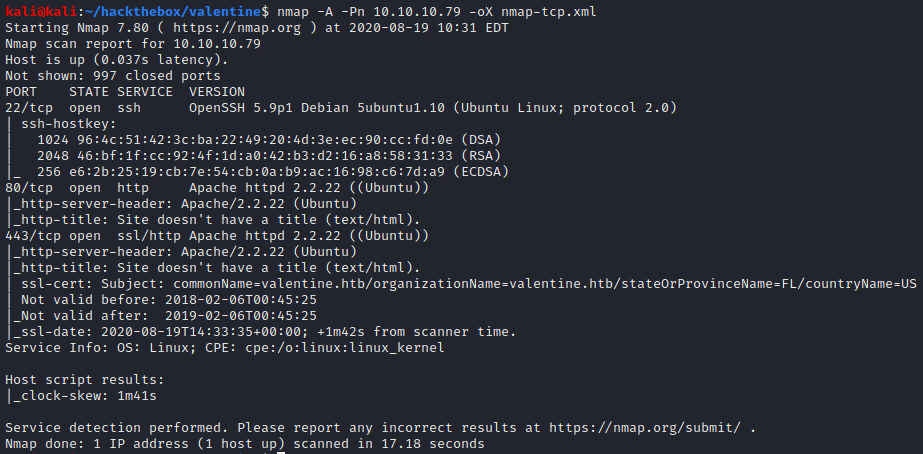 kali@kali:~/hackthebox/valentine$ nmap -A -Pn 10.10.10.79 -oX nmap-tcp.xml
Starting Nmap 7.80 ( https://nmap.org ) at 2020-08-19 10:31 EDT
Nmap scan report for 10.10.10.79
Host is up (0.037s latency).
Not shown: 997 closed ports
PORT    STATE SERVICE  VERSION
22/tcp  open  ssh      OpenSSH 5.9p1 Debian 5ubuntu1.10 (Ubuntu Linux; protocol 2.0)
| ssh-hostkey:
|   1024 96:4c:51:42:3c:ba:22:49:20:4d:3e:ec:90:cc:fd:0e (DSA)
|   2048 46:bf:1f:cc:92:4f:1d:a0:42:b3:d2:16:a8:58:31:33 (RSA)
|_  256 e6:2b:25:19:cb:7e:54:cb:0a:b9:ac:16:98:c6:7d:a9 (ECDSA)
80/tcp  open  http     Apache httpd 2.2.22 ((Ubuntu))
|_http-server-header: Apache/2.2.22 (Ubuntu)
|_http-title: Site doesn't have a title (text/html).
443/tcp open  ssl/http Apache httpd 2.2.22 ((Ubuntu))
|_http-server-header: Apache/2.2.22 (Ubuntu)
|_http-title: Site doesn't have a title (text/html).
| ssl-cert: Subject: commonName=valentine.htb/organizationName=valentine.htb/stateOrProvinceName=FL/countryName=US
| Not valid before: 2018-02-06T00:45:25
|_Not valid after:  2019-02-06T00:45:25
|_ssl-date: 2020-08-19T14:33:35+00:00; +1m42s from scanner time.
Service Info: OS: Linux; CPE: cpe:/o:linux:linux_kernel

Host script results:
|_clock-skew: 1m41s

Service detection performed. Please report any incorrect results at https://nmap.org/submit/ .
Nmap done: 1 IP address (1 host up) scanned in 17.18 seconds